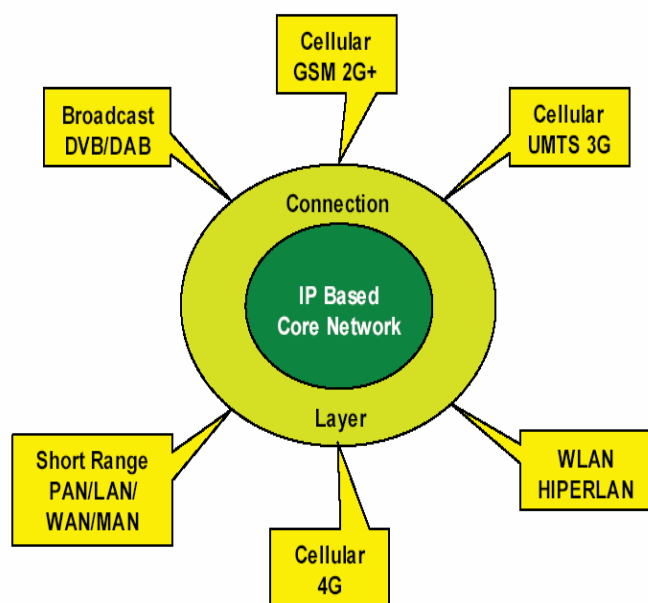 Cellular
GSM 2G+
Broadcast
DVB/DAB
Cellular
UMTS 3G
Connection
IP Based
Core Network
Layer
Short Range
PAN/LAN/
WAN/MAN
WLAN
HIPERLAN
Cellular
4G